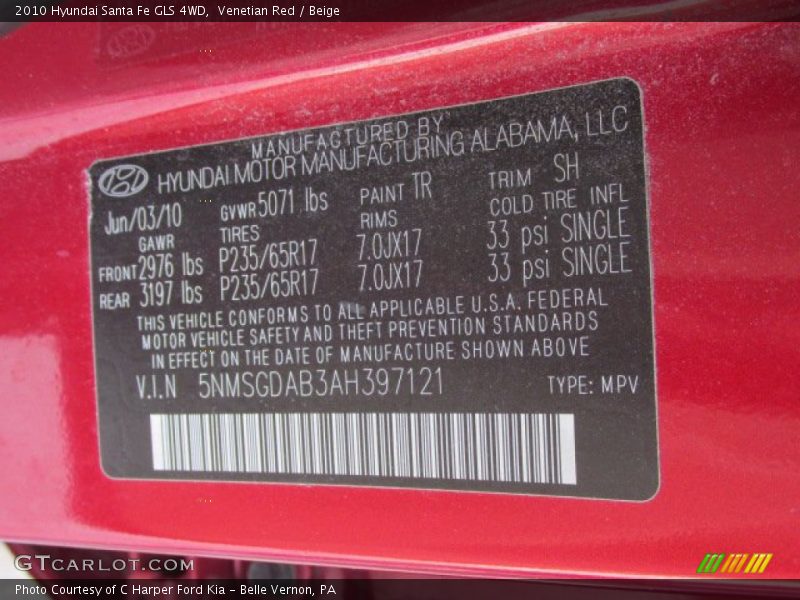 2010 Hyundai Santa Fe GLS 4WD, Venetian Red / Beige
MANUFACTURED BY
HYUNDAI MOTOR MANUFACTURING ALABAMA, LLC
Jun/03/10 GVWR 5071 lbs PAINT TR TRIM SH
GAWR TIRES RIMS COLD TIRE INFL
FRONT 2976 lbs P235/65R17 7.0JX17 33 psi SINGLE
REAR 3197 lbs P235/65R17 7.0JX17 33 psi SINGLE
THIS VEHICLE CONFORMS TO ALL APPLICABLE U.S.A. FEDERAL
MOTOR VEHICLE SAFETY AND THEFT PREVENTION STANDARDS
IN EFFECT ON THE DATE OF MANUFACTURE SHOWN ABOVE
V.I.N 5NMSGDAB3AH397121 TYPE: MPV
GTCARLOT.COM
Photo Courtesy of C Harper Ford Kia - Belle Vernon, PA